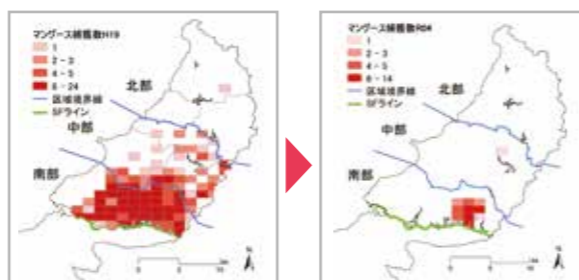 マングース捕獲数H19
1
2 - 3
4 - 5
6 - 24
区域境界線
SFライン
北部
中部
南部
マングース捕獲数R04
1
2 - 3
4 - 5
6 - 14
区域境界線
SFライン
北部
中部
南部